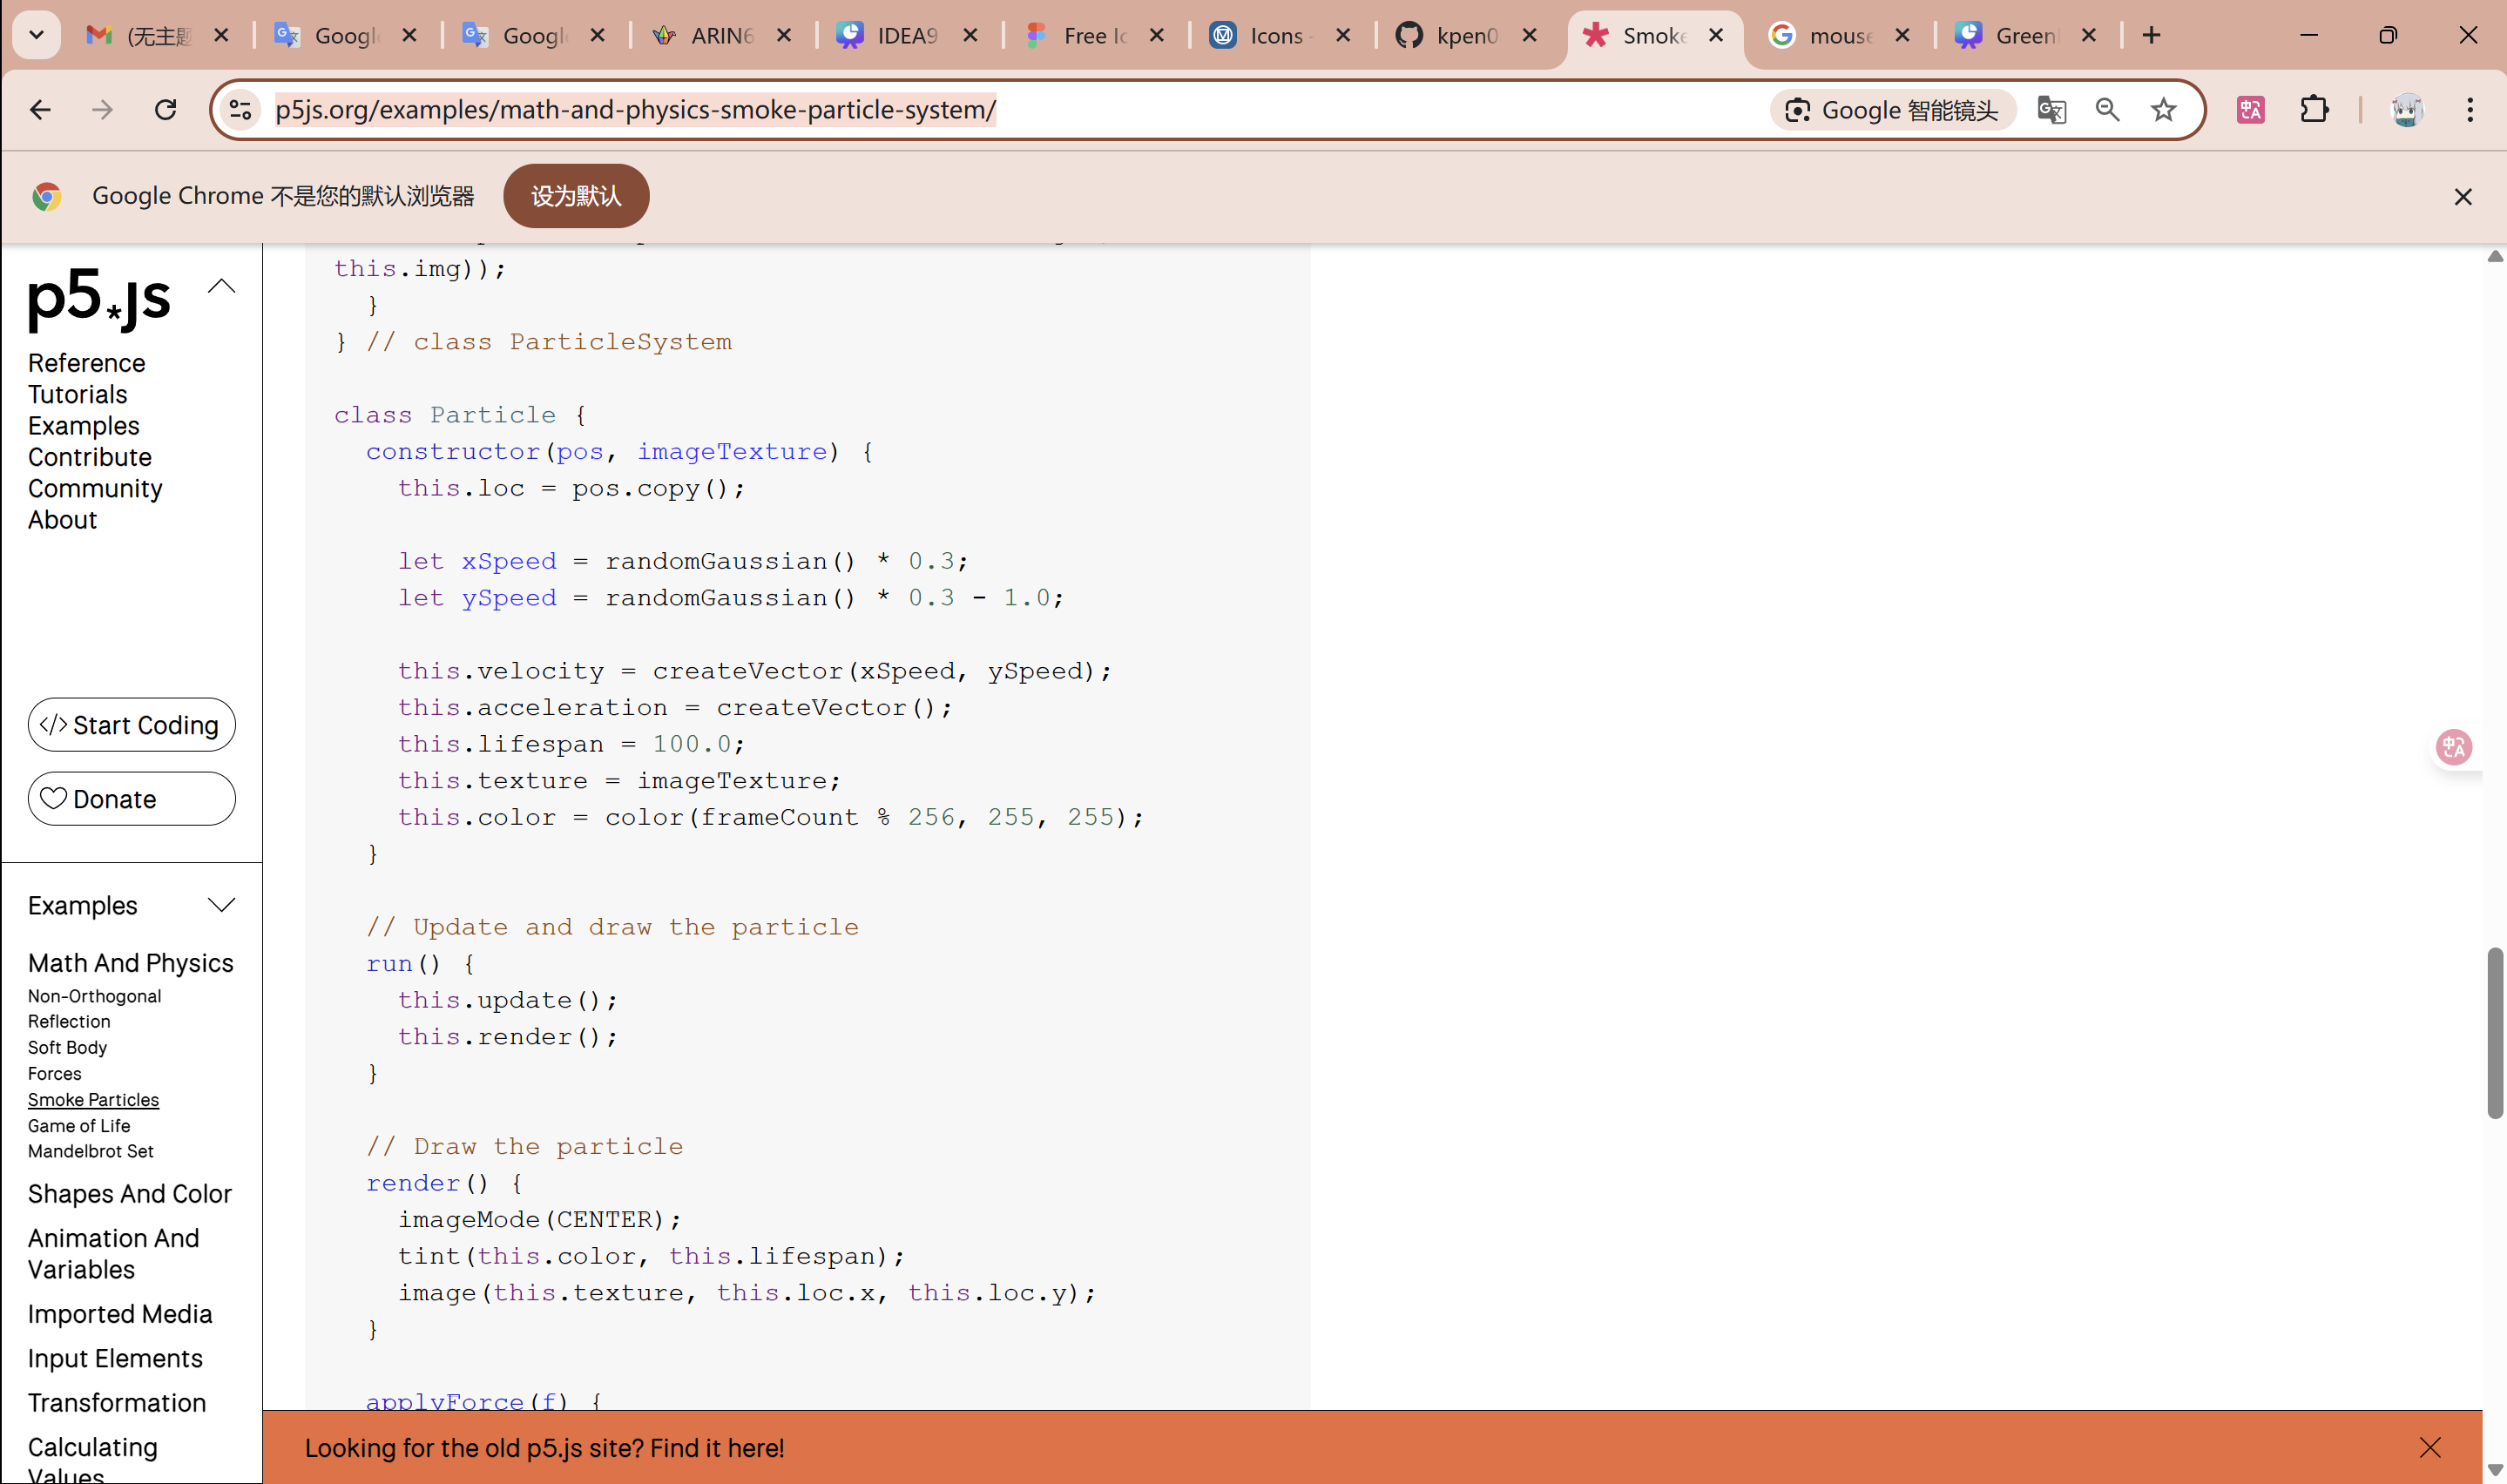 (无主题
Googl
Googl
ARIN6
IDEA9
Free Ic
Icons -
kpen0
Smoke
mouse
Green
p5js.org/examples/math-and-physics-smoke-particle-system/
Google 智能镜头
Google Chrome 不是您的默认浏览器
设为默认
p5*js
Reference
Tutorials
Examples
Contribute
Community
About
</> Start Coding
Donate
Examples
Math And Physics
Non-Orthogonal
Reflection
Soft Body
Forces
Smoke Particles
Game of Life
Mandelbrot Set
Shapes And Color
Animation And
Variables
Imported Media
Input Elements
Transformation
Calculating
Values
this.img));
}
} // class ParticleSystem
class Particle {
constructor(pos, imageTexture) {
this.loc = pos.copy();
let xSpeed = randomGaussian() * 0.3;
let ySpeed = randomGaussian() * 0.3 - 1.0;
this.velocity = createVector(xSpeed, ySpeed);
this.acceleration = createVector();
this.lifespan = 100.0;
this.texture = imageTexture;
this.color = color(frameCount % 256, 255, 255);
}
// Update and draw the particle
run() {
this.update();
this.render();
}
// Draw the particle
render() {
imageMode(CENTER);
tint(this.color, this.lifespan);
image(this.texture, this.loc.x, this.loc.y);
}
applyForce(f) {
Looking for the old p5.js site? Find it here!